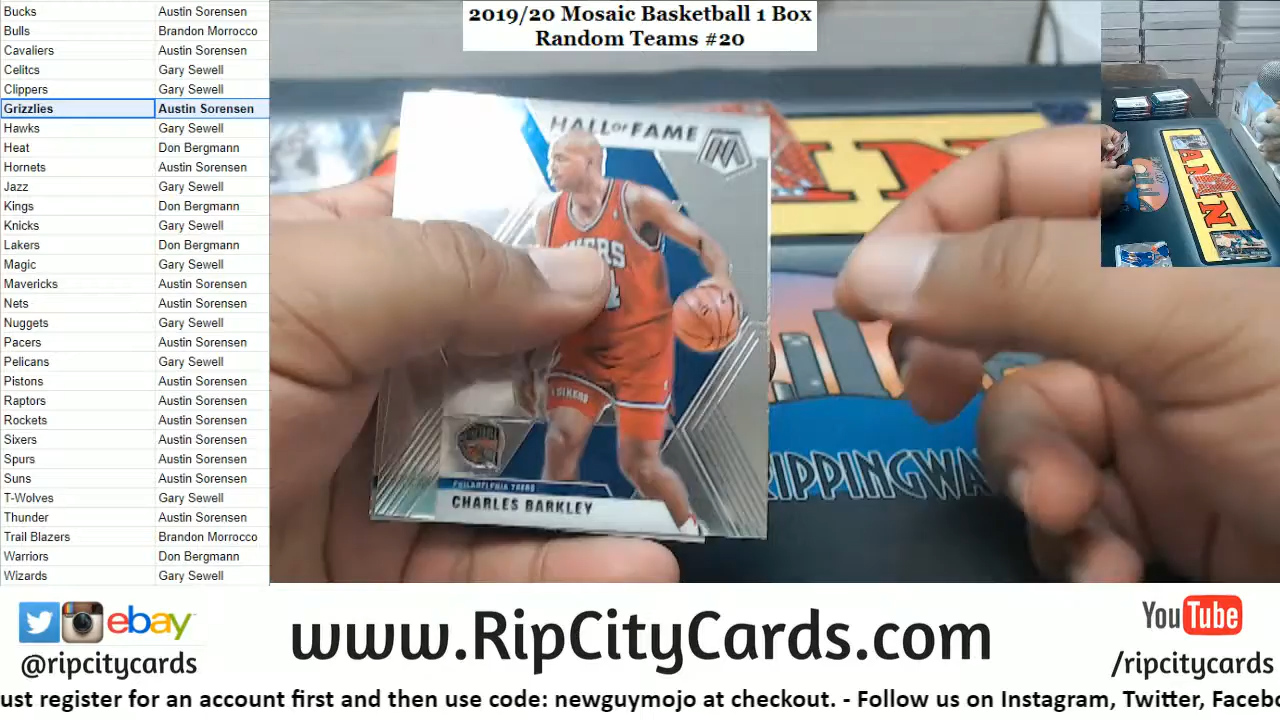 2019/20 Mosaic Basketball 1 Box
Random Teams #20
Bucks Austin Sorensen
Bulls Brandon Morrocco
Cavaliers Austin Sorensen
Celitcs Gary Sewell
Clippers Gary Sewell
Grizzlies Austin Sorensen
Hawks Gary Sewell
Heat Don Bergmann
Hornets Austin Sorensen
Jazz Gary Sewell
Kings Don Bergmann
Knicks Gary Sewell
Lakers Don Bergmann
Magic Gary Sewell
Mavericks Austin Sorensen
Nets Austin Sorensen
Nuggets Gary Sewell
Pacers Austin Sorensen
Pelicans Gary Sewell
Pistons Austin Sorensen
Raptors Austin Sorensen
Rockets Austin Sorensen
Sixers Austin Sorensen
Spurs Austin Sorensen
Suns Austin Sorensen
T-Wolves Gary Sewell
Thunder Austin Sorensen
Trail Blazers Brandon Morrocco
Warriors Don Bergmann
Wizards Gary Sewell
HALL OF FAME
SIXERS
PHILADELPHIA 76ERS
CHARLES BARKLEY
RIPPINGWA
ebay
@ripcitycards
www.RipCityCards.com
YouTube
/ripcitycards
ust register for an account first and then use code: newguymojo at checkout. - Follow us on Instagram, Twitter, Facebo